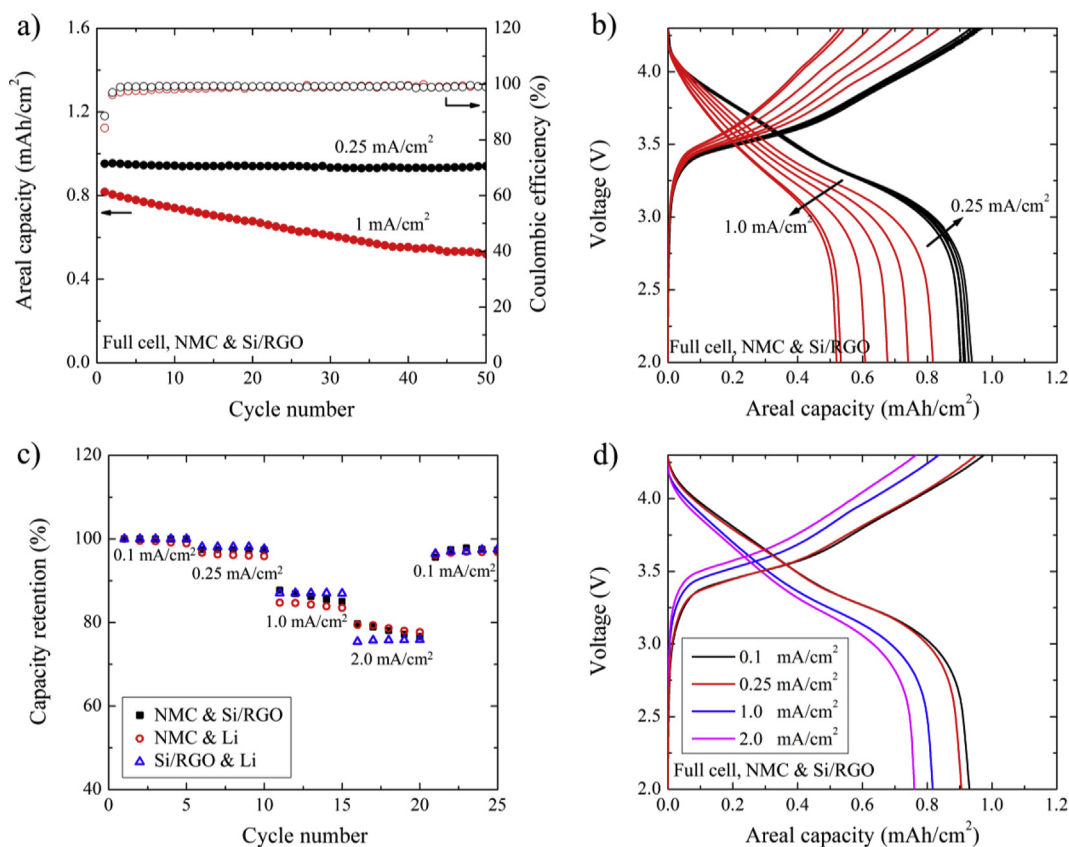 a)
1.6
1.2
0.8
0.4
0.0
Areal capacity (mAh/cm²)
120
100
80
60
40
20
0
Coulombic efficiency (%)
0.25 mA/cm²
1 mA/cm²
Full cell, NMC & Si/RGO
0 10 20 30 40 50
Cycle number
b)
4.0
3.5
3.0
2.5
2.0
Voltage (V)
1.0 mA/cm²
0.25 mA/cm²
Full cell, NMC & Si/RGO
0.0 0.2 0.4 0.6 0.8 1.0 1.2
Areal capacity (mAh/cm²)
c)
120
100
80
60
40
Capacity retention (%)
0.1 mA/cm²
0.25 mA/cm²
1.0 mA/cm²
2.0 mA/cm²
0.1 mA/cm²
NMC & Si/RGO
NMC & Li
Si/RGO & Li
0 5 10 15 20 25
Cycle number
d)
4.0
3.5
3.0
2.5
2.0
Voltage (V)
0.1 mA/cm²
0.25 mA/cm²
1.0 mA/cm²
2.0 mA/cm²
Full cell, NMC & Si/RGO
0.0 0.2 0.4 0.6 0.8 1.0 1.2
Areal capacity (mAh/cm²)